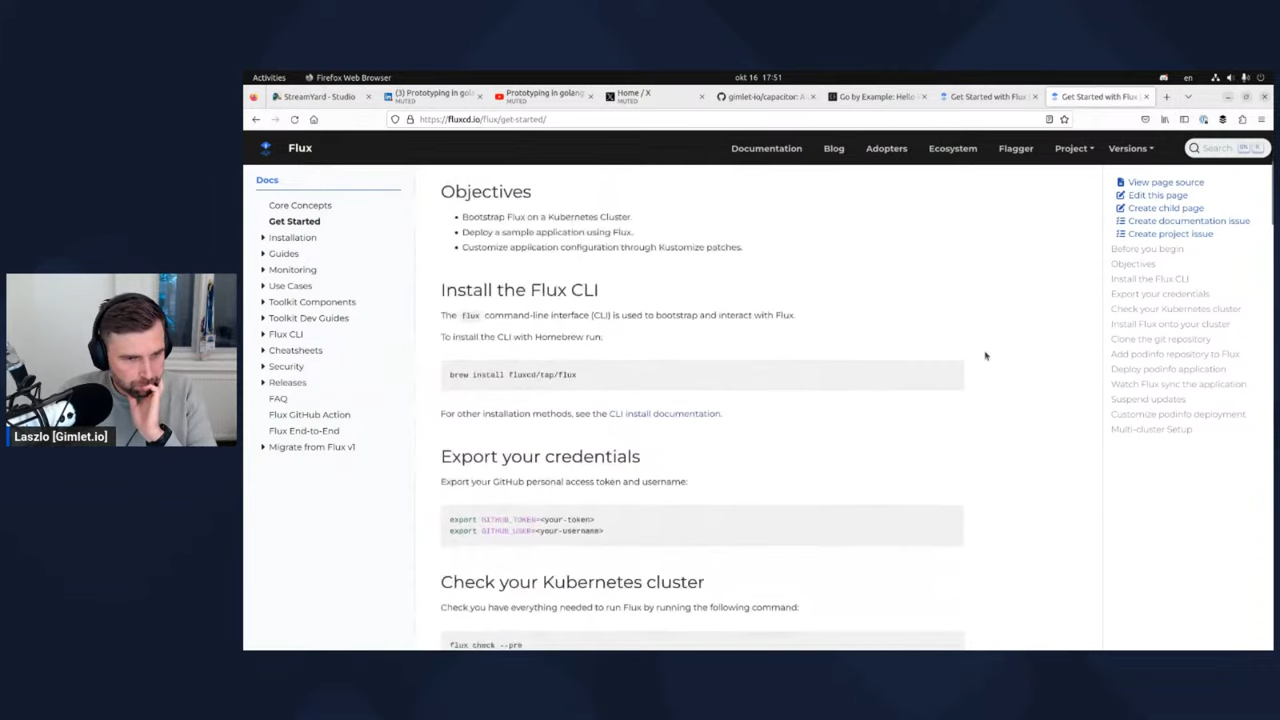 Activities
Firefox Web Browser
okt 16 17:51
en
StreamYard - Studio
(3) Prototyping in golan
MUTED
Prototyping in golang
MUTED
Home / X
MUTED
gimlet-io/capacitor: A
Go by Example: Hello
Get Started with Flux
Get Started with Flux
https://fluxcd.io/flux/get-started/
Flux
Documentation
Blog
Adopters
Ecosystem
Flagger
Project
Versions
Search
Docs
Core Concepts
Get Started
Installation
Guides
Monitoring
Use Cases
Toolkit Components
Toolkit Dev Guides
Flux CLI
Cheatsheets
Security
Releases
FAQ
Flux GitHub Action
Flux End-to-End
Migrate from Flux v1
Objectives
Bootstrap Flux on a Kubernetes Cluster.
Deploy a sample application using Flux.
Customize application configuration through Kustomize patches.
Install the Flux CLI
The flux command-line interface (CLI) is used to bootstrap and interact with Flux.
To install the CLI with Homebrew run:
brew install fluxcd/tap/flux
For other installation methods, see the CLI install documentation.
Export your credentials
Export your GitHub personal access token and username:
export GITHUB_TOKEN=<your-token>
export GITHUB_USER=<your-username>
Check your Kubernetes cluster
Check you have everything needed to run Flux by running the following command:
flux check --pre
View page source
Edit this page
Create child page
Create documentation issue
Create project issue
Before you begin
Objectives
Install the Flux CLI
Export your credentials
Check your Kubernetes cluster
Install Flux onto your cluster
Clone the git repository
Add podinfo repository to Flux
Deploy podinfo application
Watch Flux sync the application
Suspend updates
Customize podinfo deployment
Multi-cluster Setup
Laszlo [Gimlet.io]